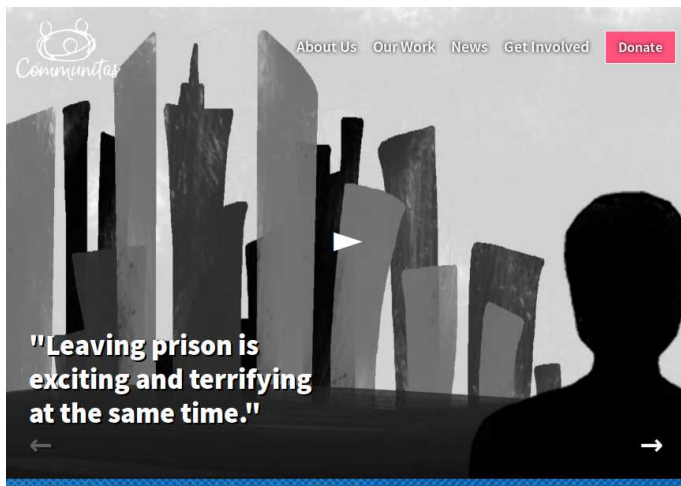 Communitas
About Us Our Work News Get Involved Donate
"Leaving prison is
exciting and terrifying
at the same time."
← →